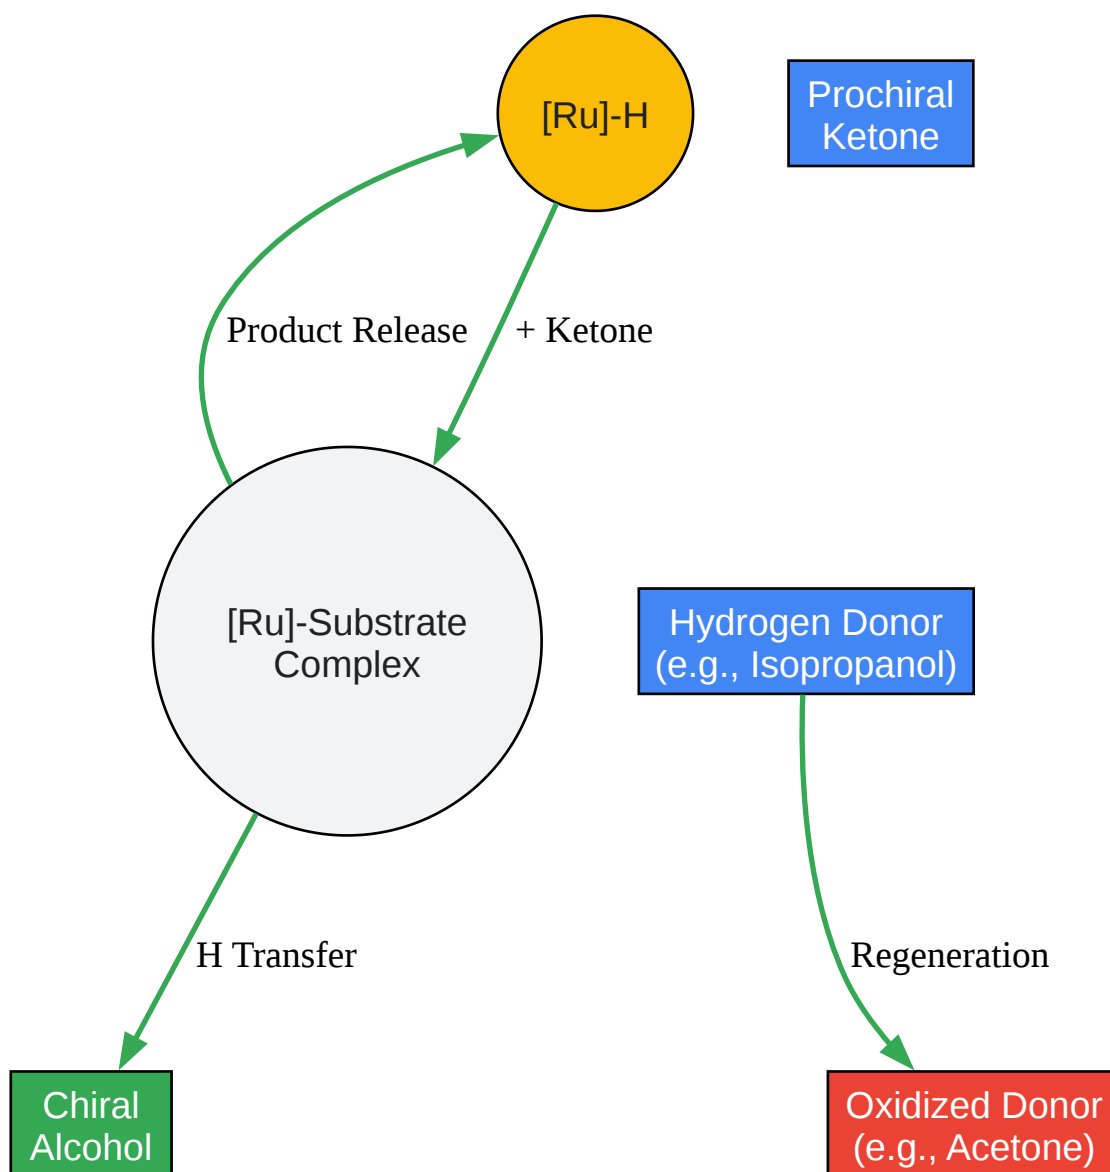 [Ru]-H
Prochiral
Ketone
Product Release
+ Ketone
[Ru]-Substrate
Complex
Hydrogen Donor
(e.g., Isopropanol)
H Transfer
Regeneration
Chiral
Alcohol
Oxidized Donor
(e.g., Acetone)